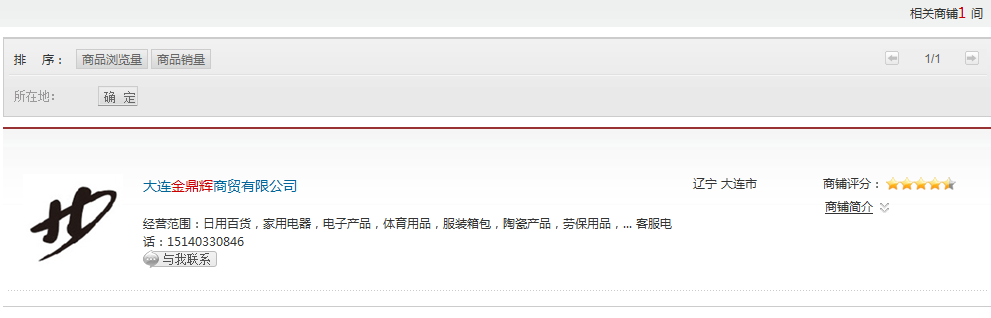 相关商铺1 间
排 序： 商品浏览量 商品销量 1/1
所在地: 确 定
大连金鼎辉商贸有限公司 辽宁 大连市 商铺评分：
商铺简介
经营范围：日用百货，家用电器，电子产品，体育用品，服装箱包，陶瓷产品，劳保用品，... 客服电
话：15140330846
与我联系